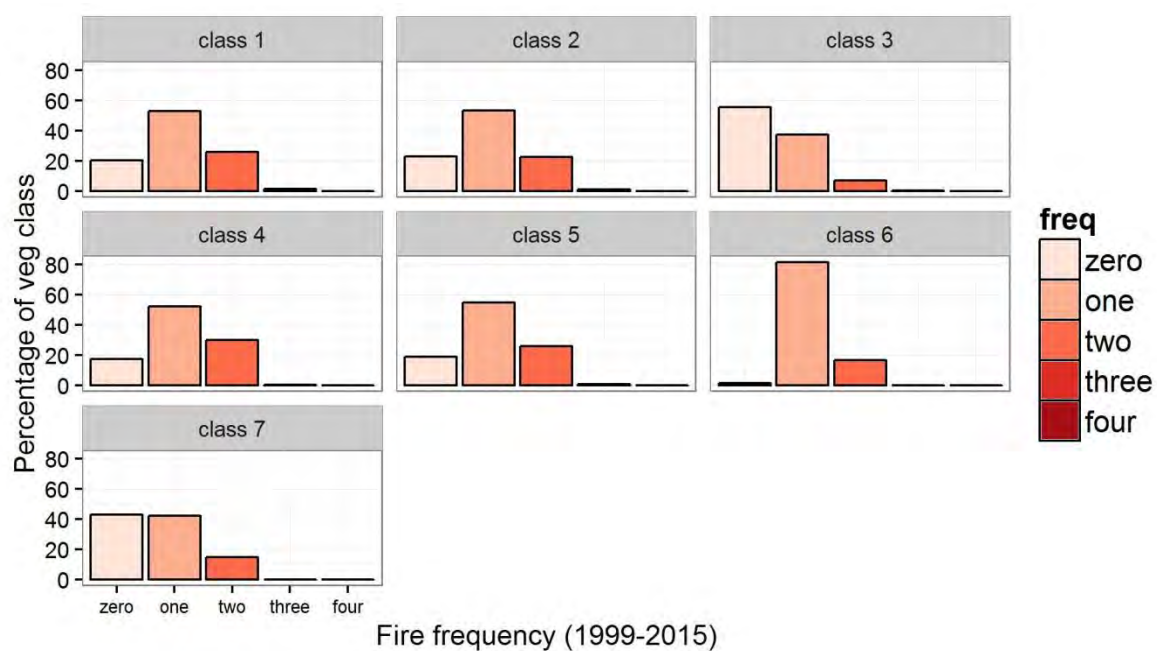 class 1
class 2
class 3
80
60
40
20
0
class 4
class 5
class 6
80
60
40
20
0
class 7
80
60
40
20
0
zero one two three four
Percentage of veg class
Fire frequency (1999-2015)
freq
zero
one
two
three
four